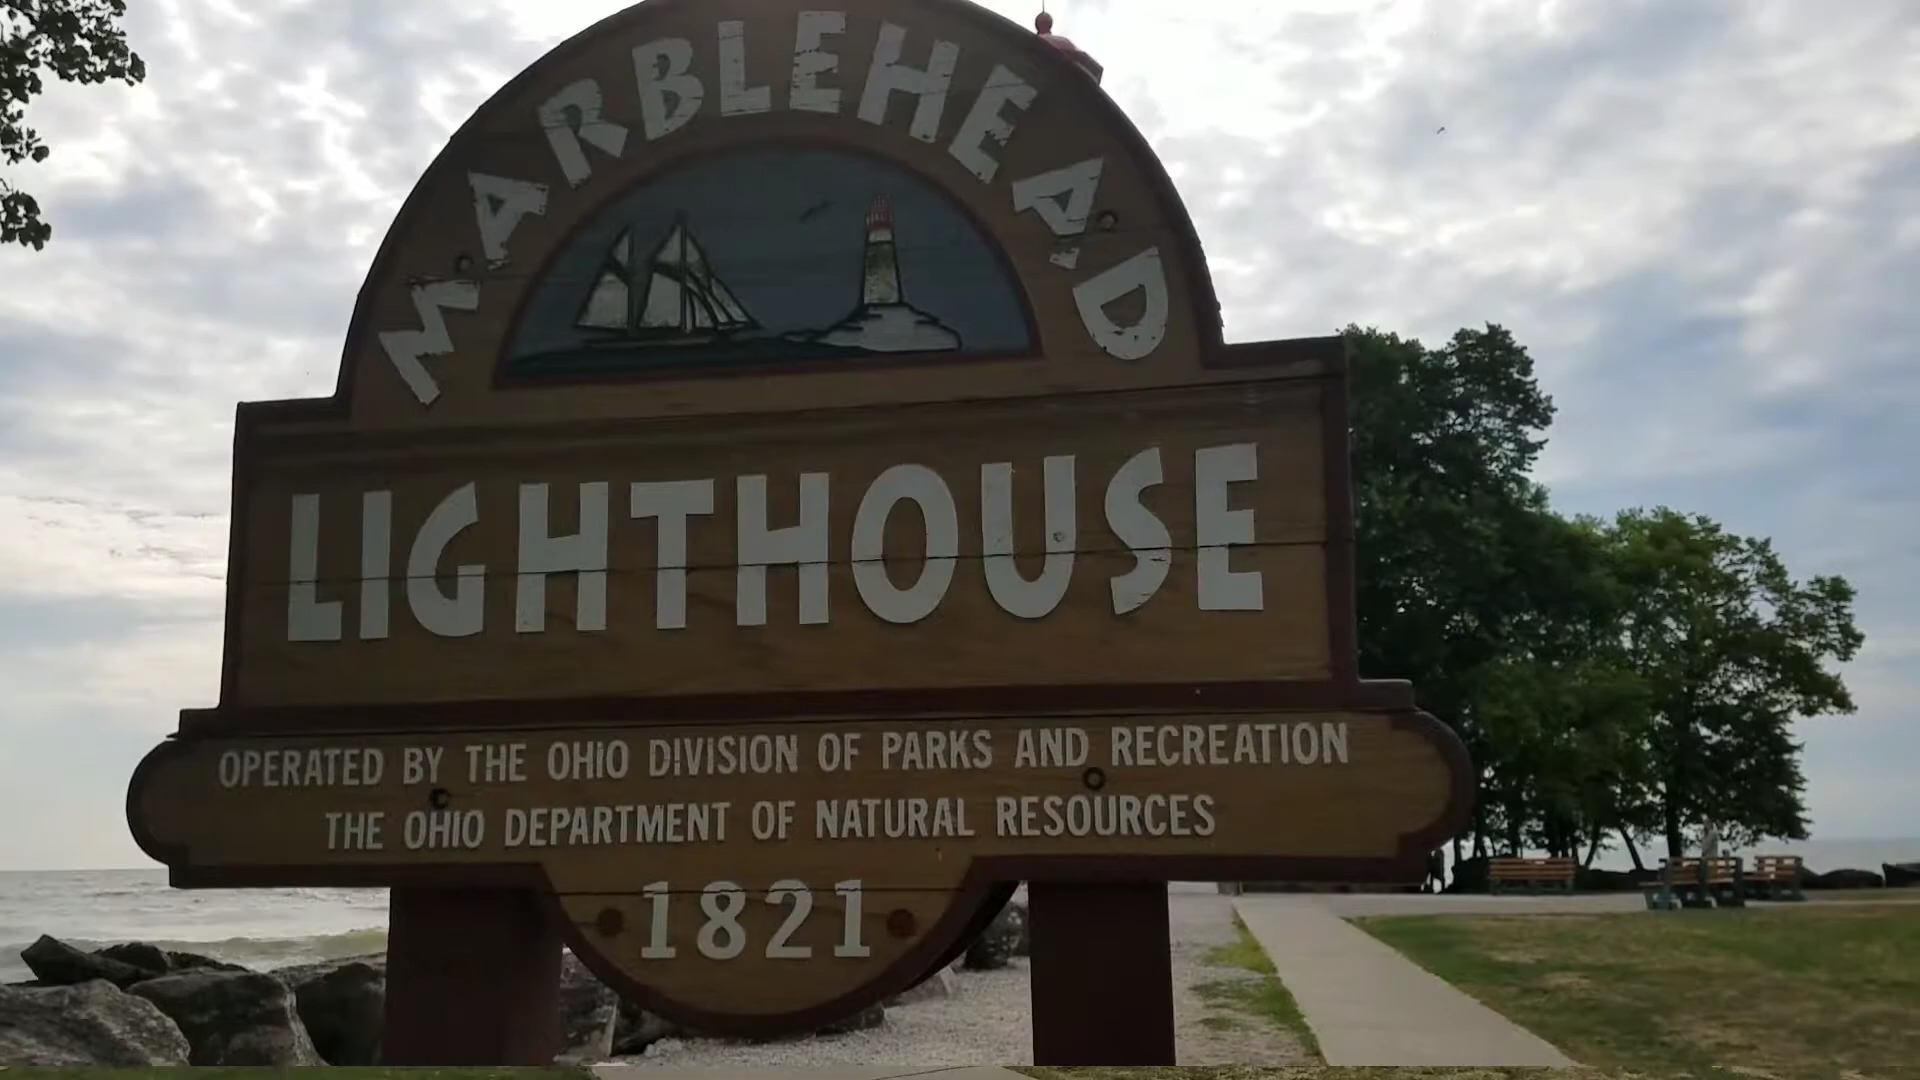 MARBLEHEAD
LIGHTHOUSE
OPERATED BY THE OHIO DIVISION OF PARKS AND RECREATION
THE OHIO DEPARTMENT OF NATURAL RESOURCES
1821